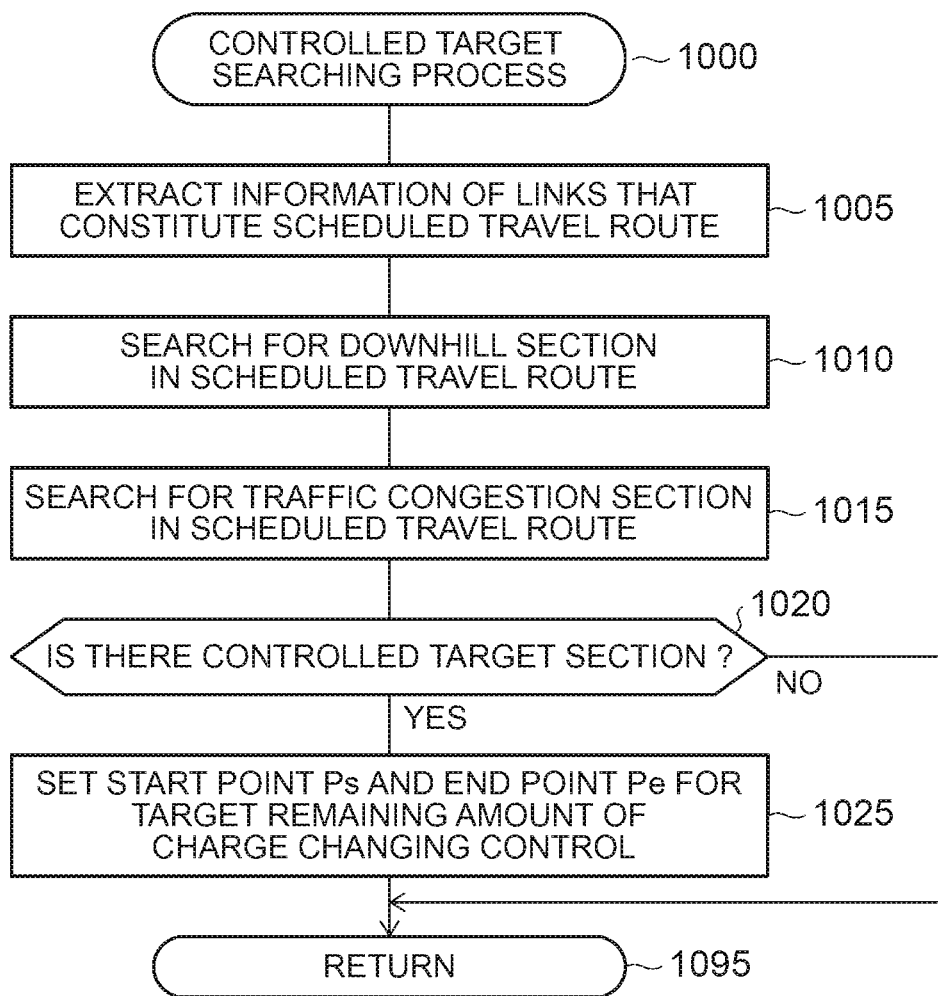 CONTROLLED TARGET
SEARCHING PROCESS
1000
EXTRACT INFORMATION OF LINKS THAT
CONSTITUTE SCHEDULED TRAVEL ROUTE
1005
SEARCH FOR DOWNHILL SECTION
IN SCHEDULED TRAVEL ROUTE
1010
SEARCH FOR TRAFFIC CONGESTION SECTION
IN SCHEDULED TRAVEL ROUTE
1015
1020
IS THERE CONTROLLED TARGET SECTION ?
NO
YES
SET START POINT Ps AND END POINT Pe FOR
TARGET REMAINING AMOUNT OF
CHARGE CHANGING CONTROL
1025
RETURN
1095